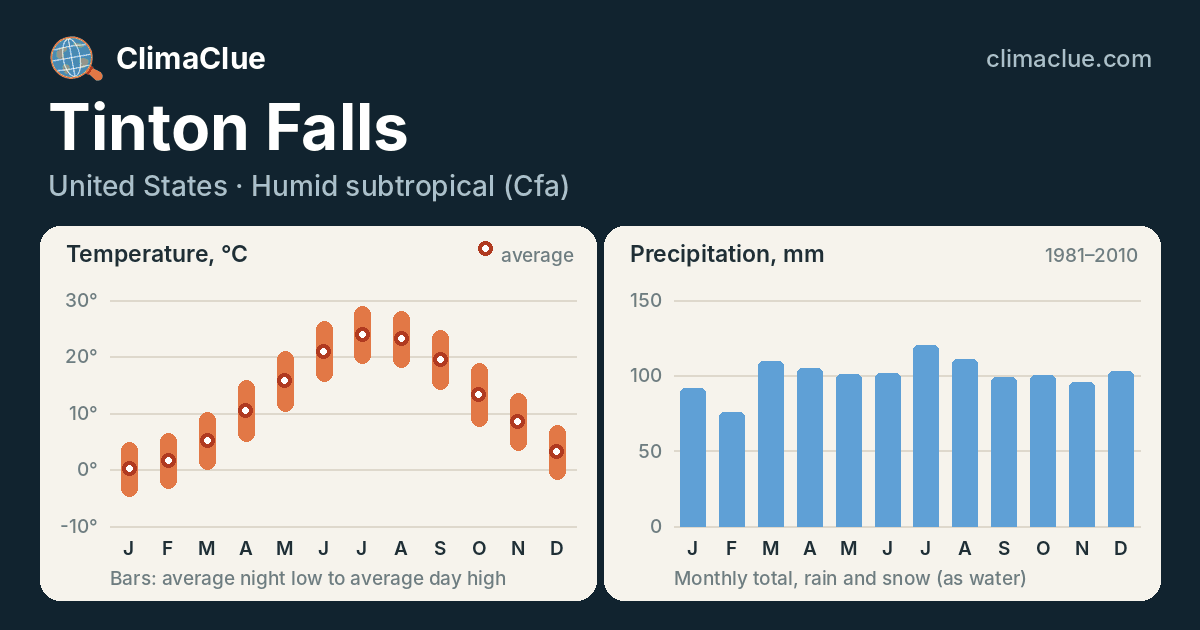 ClimaClue
climaclue.com
Tinton Falls
United States · Humid subtropical (Cfa)
Temperature, °C
average
30°
20°
10°
0°
-10°
J F M A M J J A S O N D
Bars: average night low to average day high
Precipitation, mm
1981–2010
150
100
50
0
J F M A M J J A S O N D
Monthly total, rain and snow (as water)